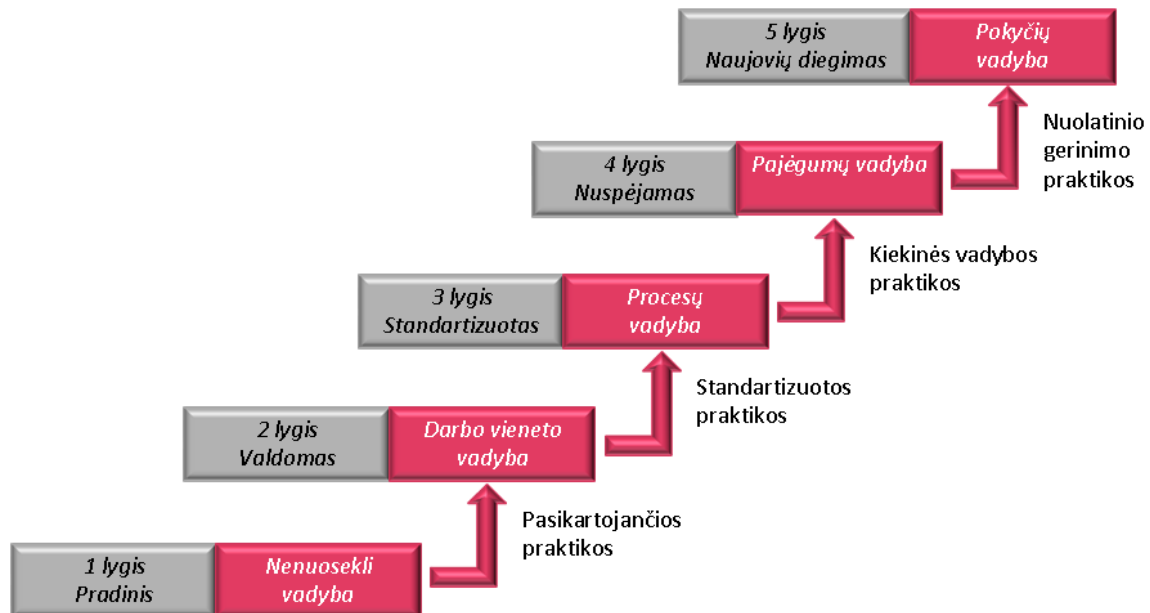 5 lygis
Naujovių diegimas
Pokyčių
vadyba
Nuolatinio
gerinimo
praktikos
4 lygis
Nuspėjamas
Pajėgumų vadyba
Kiekinės vadybos
praktikos
3 lygis
Standartizuotas
Procesų
vadyba
Standartizuotos
praktikos
2 lygis
Valdomas
Darbo vieneto
vadyba
Pasikartojančios
praktikos
1 lygis
Pradinis
Nenuosekli
vadyba